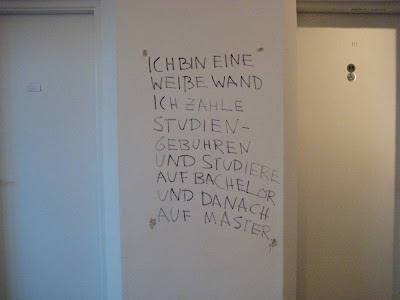 ICH BIN EINE
WEIßE WAND
ICH ZAHLE
STUDIEN-
GEBÜHREN
UND STUDIERE
AUF BACHELOR
UND DANACH
AUF MASTER.